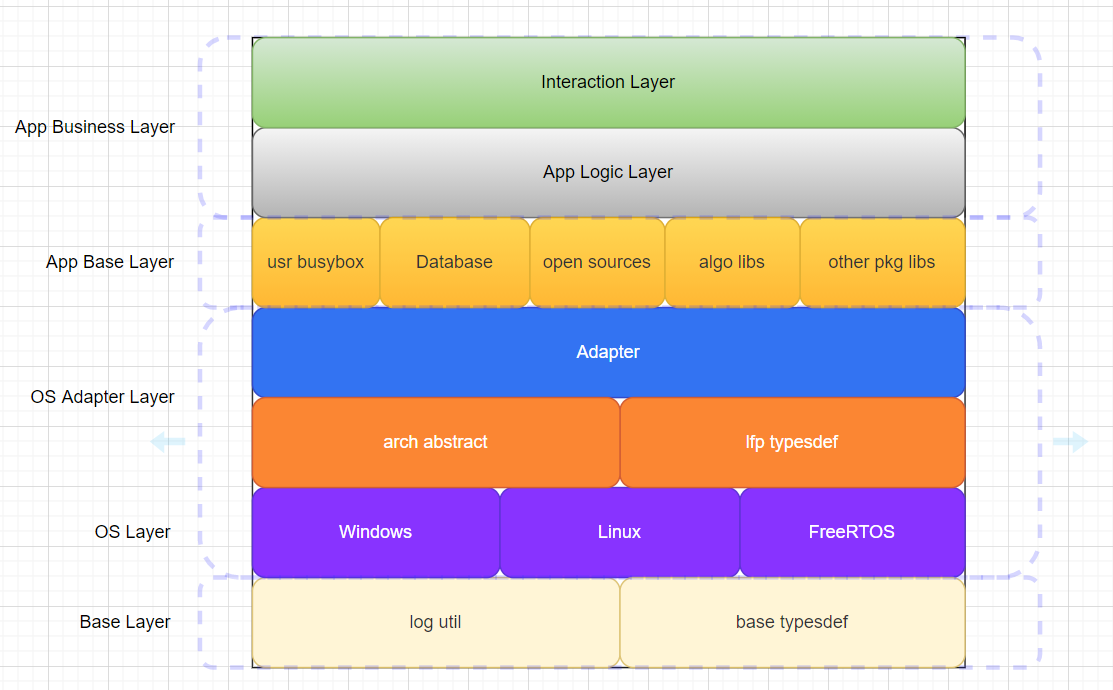 Interaction Layer
App Business Layer
App Logic Layer
App Base Layer
usr busybox
Database
open sources
algo libs
other pkg libs
Adapter
OS Adapter Layer
arch abstract
lfp typesdef
OS Layer
Windows
Linux
FreeRTOS
Base Layer
log util
base typesdef